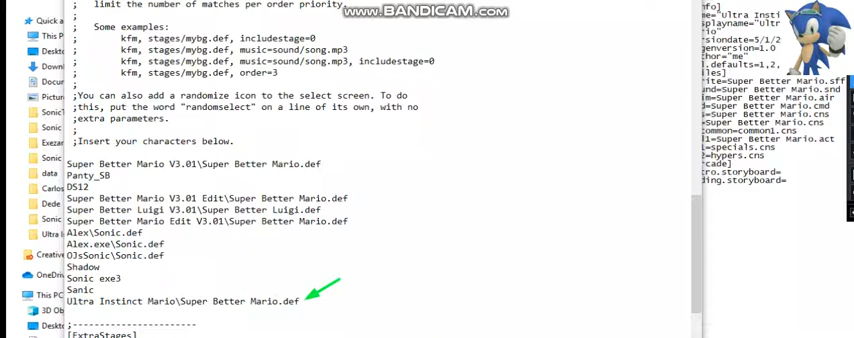 www.BANDICAM.com
Quick a
This P
Deskto
Downl
Docum
Picture
SonicT
Sonic
Exezan
Sonic
data
Carlos
Dede
Sonic
Ultra I
Creative
OneDriv
This PC
3D Ob
Deskto
limit the number of matches per order priority.
Some examples:
kfm, stages/mybg.def, includestage=0
kfm, stages/mybg.def, music=sound/song.mp3
kfm, stages/mybg.def, music=sound/song.mp3, includestage=0
kfm, stages/mybg.def, order=3
;You can also add a randomize icon to the select screen. To do
;this, put the word "randomselect" on a line of its own, with no
;extra parameters.
;Insert your characters below.
Super Better Mario V3.01\Super Better Mario.def
Panty_SB
DS12
Super Better Mario V3.01 Edit\Super Better Mario.def
Super Better Luigi V3.01\Super Better Luigi.def
Super Better Mario Edit V3.01\Super Better Mario.def
Alex\Sonic.def
Alex.exe\Sonic.def
OJsSonic\Sonic.def
Shadow
Sonic exe3
Sanic
Ultra Instinct Mario\Super Better Mario.def
;-----------------------
[ExtraStages]
nfo]
me="Ultra Insti
splayname="Ultr
rio"
rsiondate=5/1/2
genversion=1.0
thor="me"
l.defaults=1,2,
iles]
rite=Super Better Mario.sff
und=Super Better Mario.snd
im=Super Better Mario.air
d=Super Better Mario.cmd
s=Super Better Mario.cns
=Super Better Mario.cns
common=common1.cns
l1=Super Better Mario.act
1=specials.cns
2=hypers.cns
rcade]
tro.storyboard=
ding.storyboard=